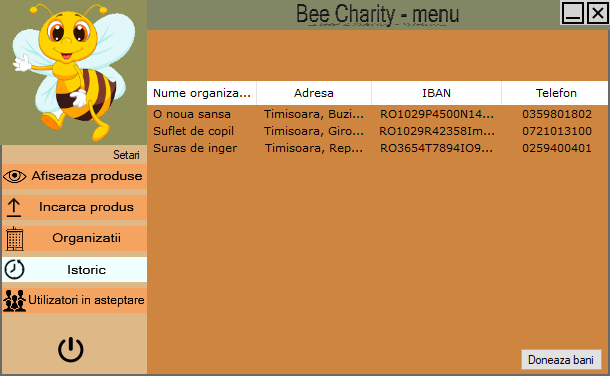 Bee Charity - menu
Nume organiza... Adresa IBAN Telefon
O noua sansa Timisoara, Buzi... RO1029P4500N14... 0359801802
Suflet de copil Timisoara, Giro... RO1029R42358Im... 0721013100
Suras de inger Timisoara, Rep... RO3654T7894IO9... 0259400401
Setari
Afiseaza produse
Incarca produs
Organizatii
Istoric
Utilizatori in asteptare
Doneaza bani